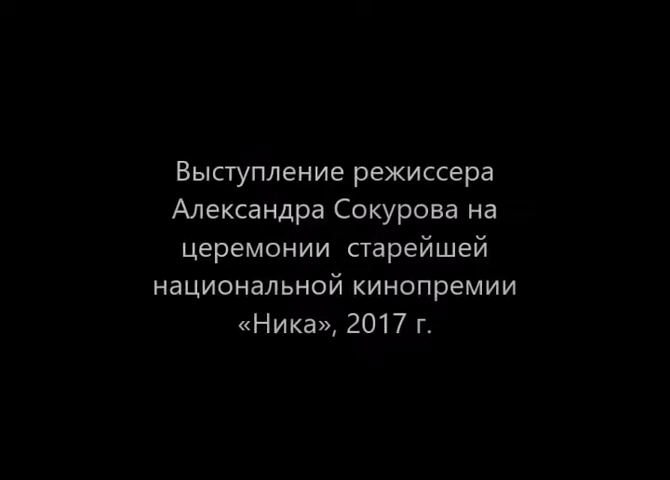 Выступление режиссера
Александра Сокурова на
церемонии  старейшей
национальной кинопремии
«Ника», 2017 г.